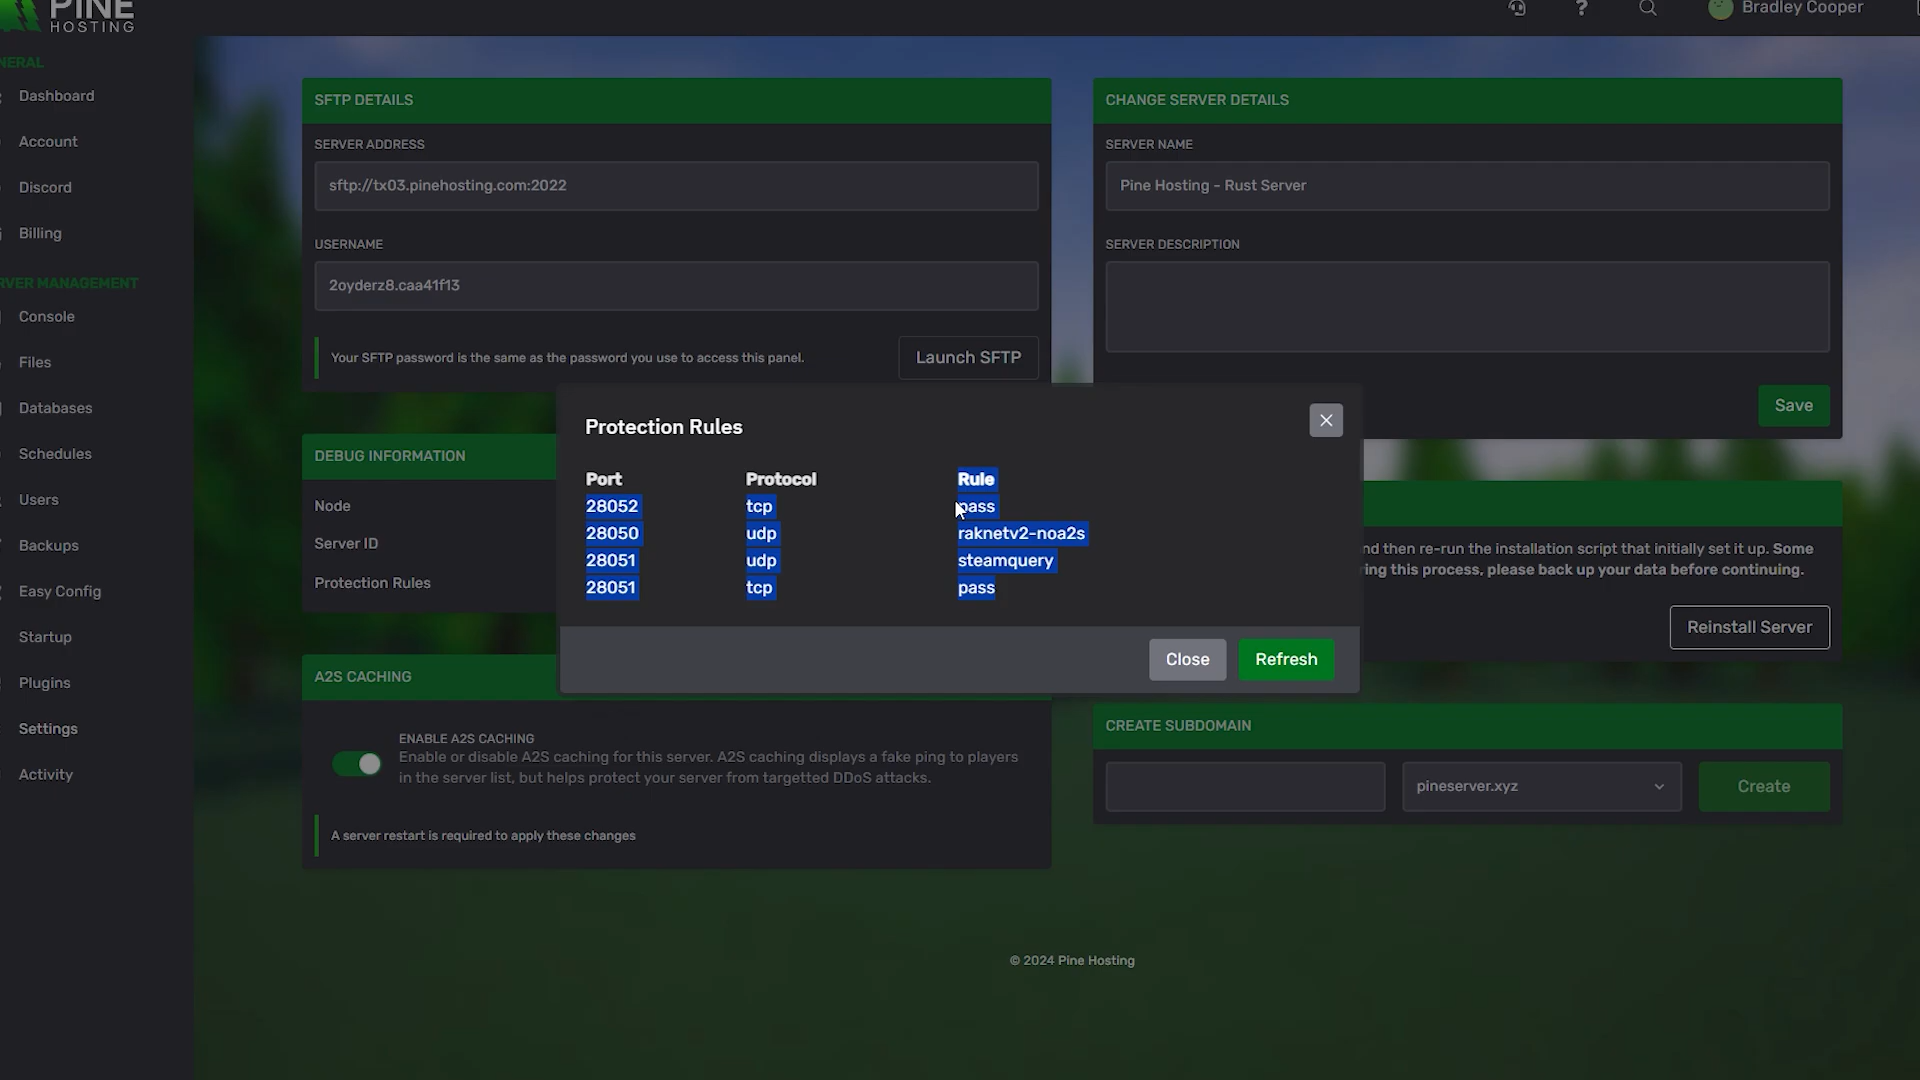 PINE
HOSTING
Bradley Cooper
NERAL
Dashboard
Account
Discord
Billing
RVER MANAGEMENT
Console
Files
Databases
Schedules
Users
Backups
Easy Config
Startup
Plugins
Settings
Activity
SFTP DETAILS
SERVER ADDRESS
sftp://tx03.pinehosting.com:2022
USERNAME
2oyderz8.caa41f13
Your SFTP password is the same as the password you use to access this panel.
Launch SFTP
CHANGE SERVER DETAILS
SERVER NAME
Pine Hosting - Rust Server
SERVER DESCRIPTION
Save
DEBUG INFORMATION
Node
Server ID
Protection Rules
Protection Rules
Port Protocol Rule
28052 tcp pass
28050 udp raknetv2-noa2s
28051 udp steamquery
28051 tcp pass
Close
Refresh
nd then re-run the installation script that initially set it up. Some
ring this process, please back up your data before continuing.
Reinstall Server
A2S CACHING
ENABLE A2S CACHING
Enable or disable A2S caching for this server. A2S caching displays a fake ping to players
in the server list, but helps protect your server from targetted DDoS attacks.
A server restart is required to apply these changes
CREATE SUBDOMAIN
pineserver.xyz
Create
© 2024 Pine Hosting